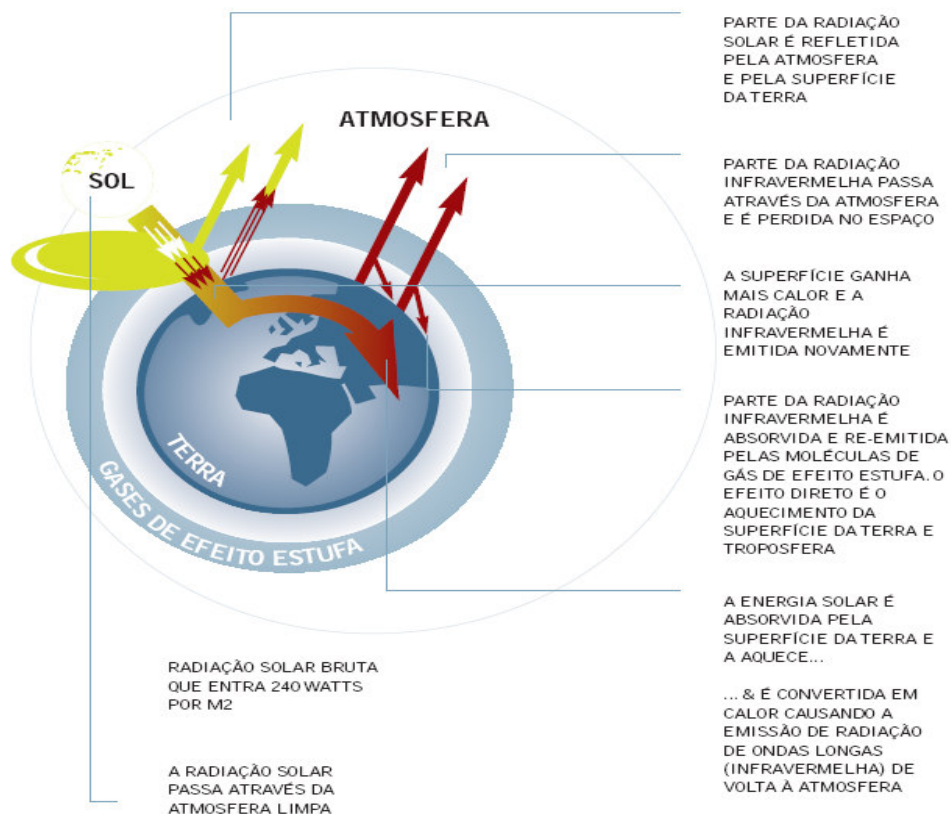 PARTE DA RADIAÇÃO
SOLAR É REFLETIDA
PELA ATMOSFERA
E PELA SUPERFÍCIE
DA TERRA
ATMOSFERA
SOL
PARTE DA RADIAÇÃO
INFRAVERMELHA PASSA
ATRAVÉS DA ATMOSFERA
E É PERDIDA NO ESPAÇO
A SUPERFÍCIE GANHA
MAIS CALOR E A
RADIAÇÃO
INFRAVERMELHA É
EMITIDA NOVAMENTE
PARTE DA RADIAÇÃO
INFRAVERMELHA É
ABSORVIDA E RE-EMITIDA
PELAS MOLÉCULAS DE
GÁS DE EFEITO ESTUFA. O
EFEITO DIRETO É O
AQUECIMENTO DA
SUPERFÍCIE DA TERRA E
TROPOSFERA
TERRA
GASES DE EFEITO ESTUFA
A ENERGIA SOLAR É
ABSORVIDA PELA
SUPERFÍCIE DA TERRA E
A AQUECE...
... & É CONVERTIDA EM
CALOR CAUSANDO A
EMISSÃO DE RADIAÇÃO
DE ONDAS LONGAS
(INFRAVERMELHA) DE
VOLTA À ATMOSFERA
RADIAÇÃO SOLAR BRUTA
QUE ENTRA 240 WATTS
POR M2
A RADIAÇÃO SOLAR
PASSA ATRAVÉS DA
ATMOSFERA LIMPA